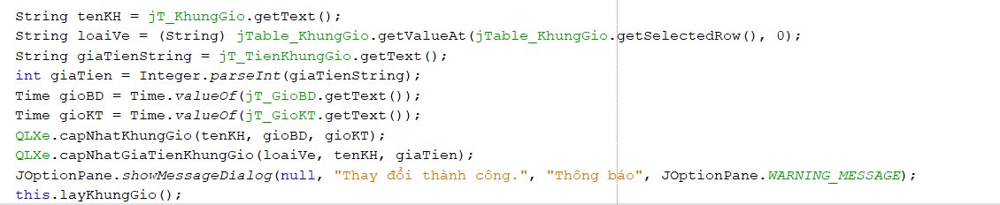 String tenKH = jT_KhungGio.getText();
String loaiVe = (String) jTable_KhungGio.getValueAt(jTable_KhungGio.getSelectedRow(), 0);
String giaTienString = jT_TienKhungGio.getText();
int giaTien = Integer.parseInt(giaTienString);
Time gioBD = Time.valueOf(jT_GioBD.getText());
Time gioKT = Time.valueOf(jT_GioKT.getText());
QLXe.capNhatKhungGio(tenKH, gioBD, gioKT);
QLXe.capNhatGiaTienKhungGio(loaiVe, tenKH, giaTien);
JOptionPane.showMessageDialog(null, "Thay đổi thành công.", "Thông báo", JOptionPane.WARNING_MESSAGE);
this.layKhungGio();